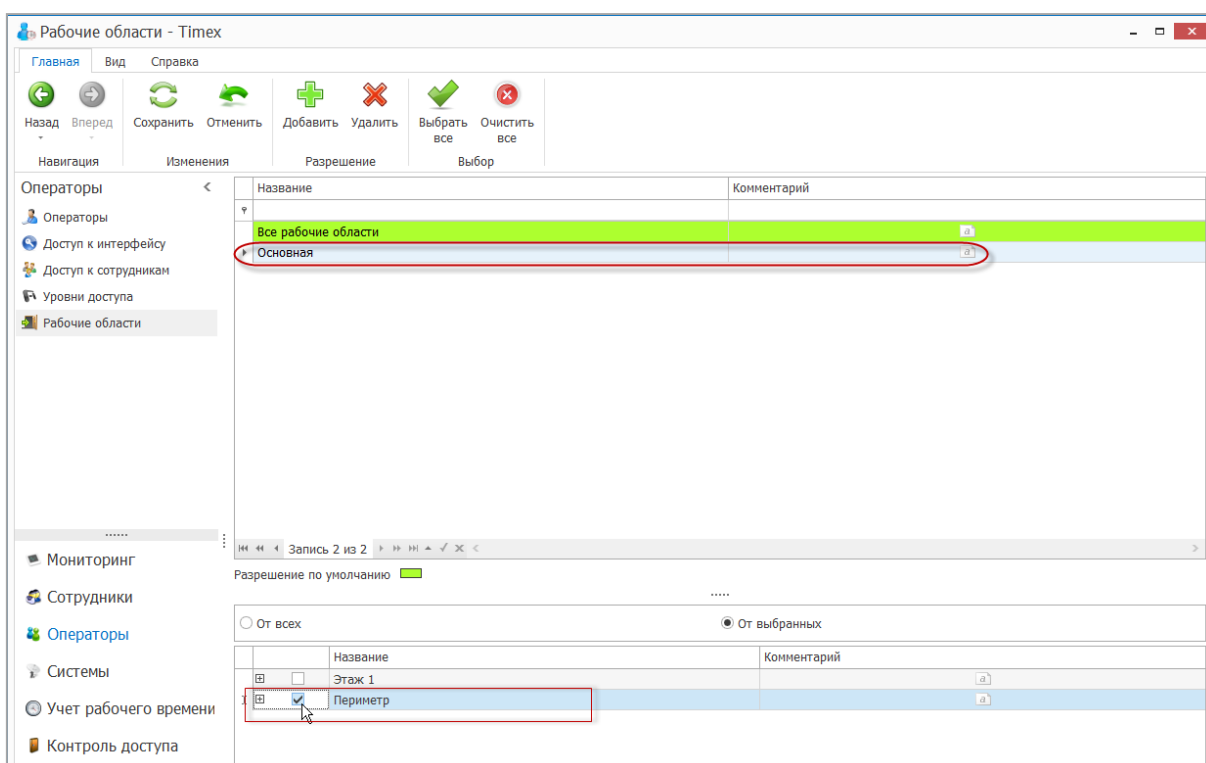 Рабочие области - Timex
Главная Вид Справка
Назад Вперед Сохранить Отменить Добавить Удалить Выбрать все Очистить все
Навигация Изменения Разрешение Выбор
Операторы
Операторы
Доступ к интерфейсу
Доступ к сотрудникам
Уровни доступа
Рабочие области
Название Комментарий
Все рабочие области a
Основная a
Запись 2 из 2
Разрешение по умолчанию
От всех От выбранных
Название Комментарий
Этаж 1 a
Периметр a
Мониторинг
Сотрудники
Операторы
Системы
Учет рабочего времени
Контроль доступа